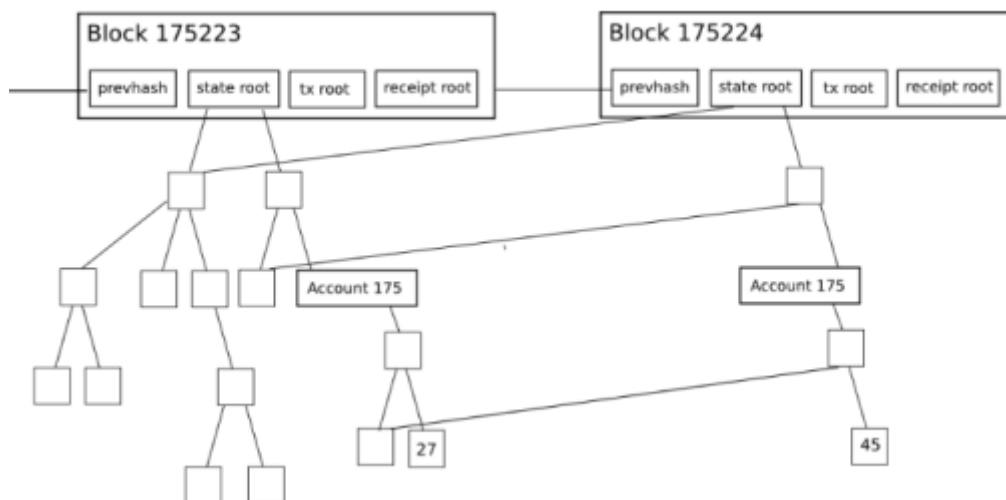 Block 175223
prevhash
state root
tx root
receipt root
Block 175224
prevhash
state root
tx root
receipt root
Account 175
Account 175
27
45